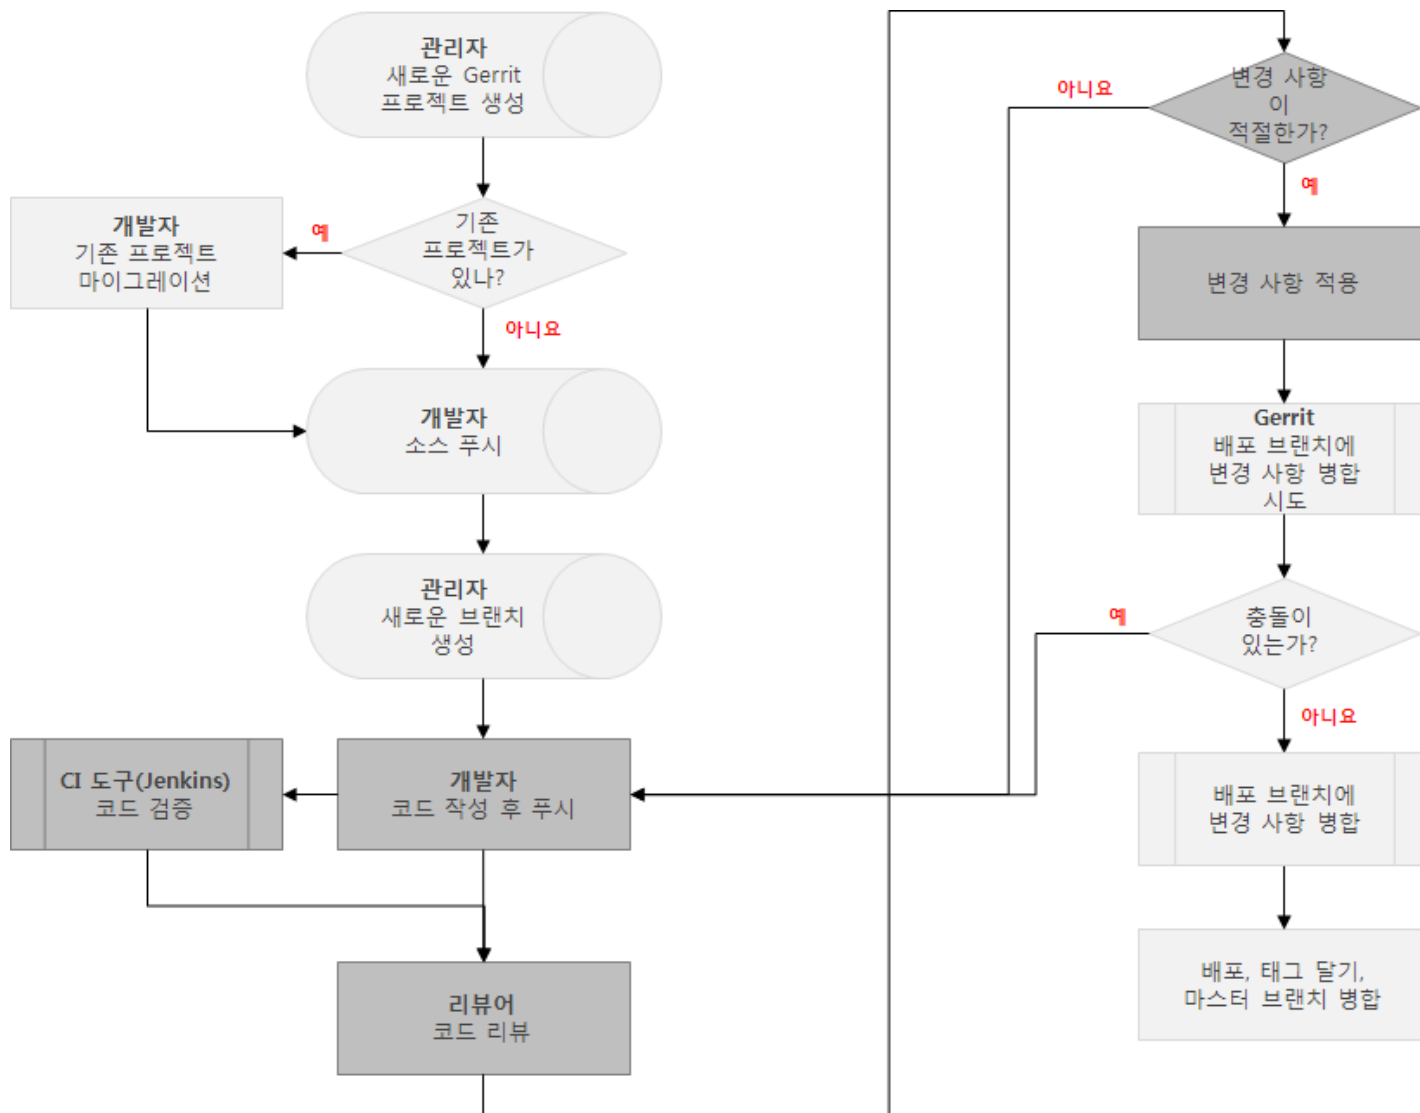 관리자
새로운 Gerrit
프로젝트 생성
기존
프로젝트가
있나?
예
아니요
개발자
기존 프로젝트
마이그레이션
개발자
소스 푸시
관리자
새로운 브랜치
생성
CI 도구(Jenkins)
코드 검증
개발자
코드 작성 후 푸시
리뷰어
코드 리뷰
변경 사항
이
적절한가?
아니요
예
변경 사항 적용
Gerrit
배포 브랜치에
변경 사항 병합
시도
충돌이
있는가?
예
아니요
배포 브랜치에
변경 사항 병합
배포, 태그 달기,
마스터 브랜치 병합